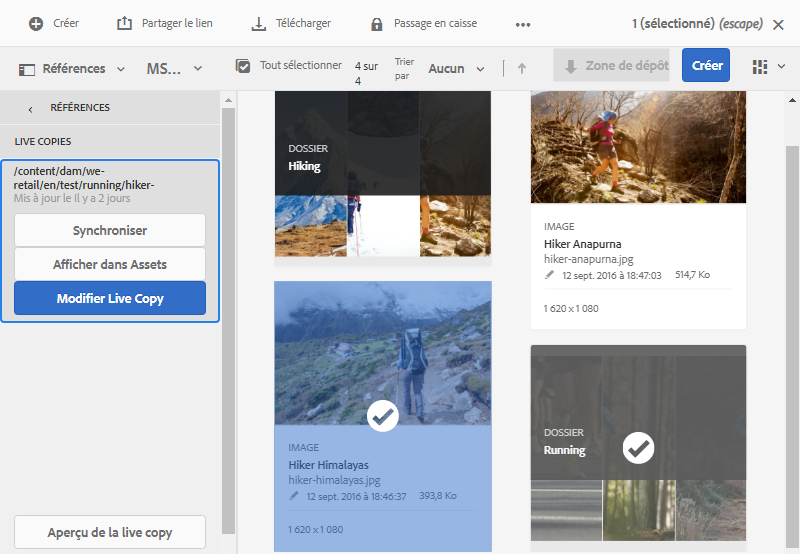 Créer
Partager le lien
Télécharger
Passage en caisse
1 (sélectionné) (escape)
Références
MS...
Tout sélectionner
4 sur
4
Trier
par
Aucun
Zone de dépôt
Créer
RÉFÉRENCES
LIVE COPIES
/content/dam/we-
retail/en/test/running/hiker-
Mis à jour le Il y a 2 jours
Synchroniser
Afficher dans Assets
Modifier Live Copy
Aperçu de la live copy
DOSSIER
Hiking
IMAGE
Hiker Anapurna
hiker-anapurna.jpg
12 sept. 2016 à 18:47:03 514,7 Ko
1 620 x 1 080
IMAGE
Hiker Himalayas
hiker-himalayas.jpg
12 sept. 2016 à 18:46:37 393,8 Ko
1 620 x 1 080
DOSSIER
Running